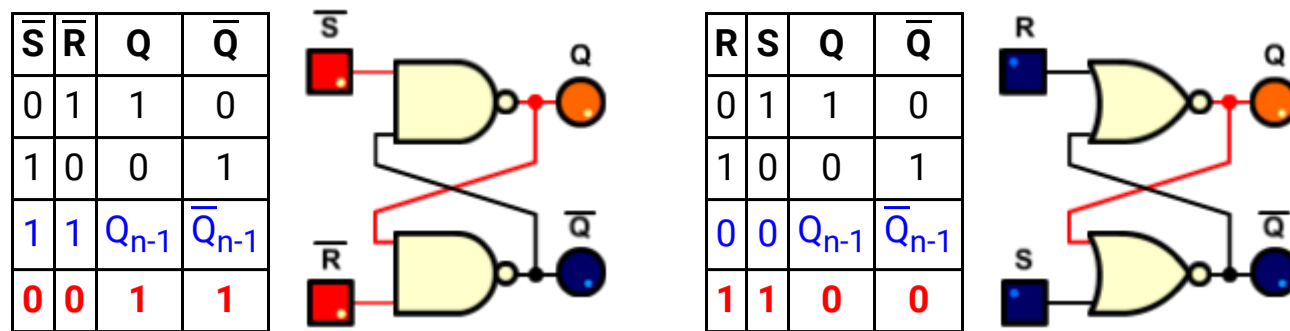 S̅ R̅ Q Q̅
0 1 1 0
1 0 0 1
1 1 Qn-1 Q̅n-1
0 0 1 1
S̅
Q
R̅
Q̅
R S Q Q̅
0 1 1 0
1 0 0 1
0 0 Qn-1 Q̅n-1
1 1 0 0
R
Q
S
Q̅